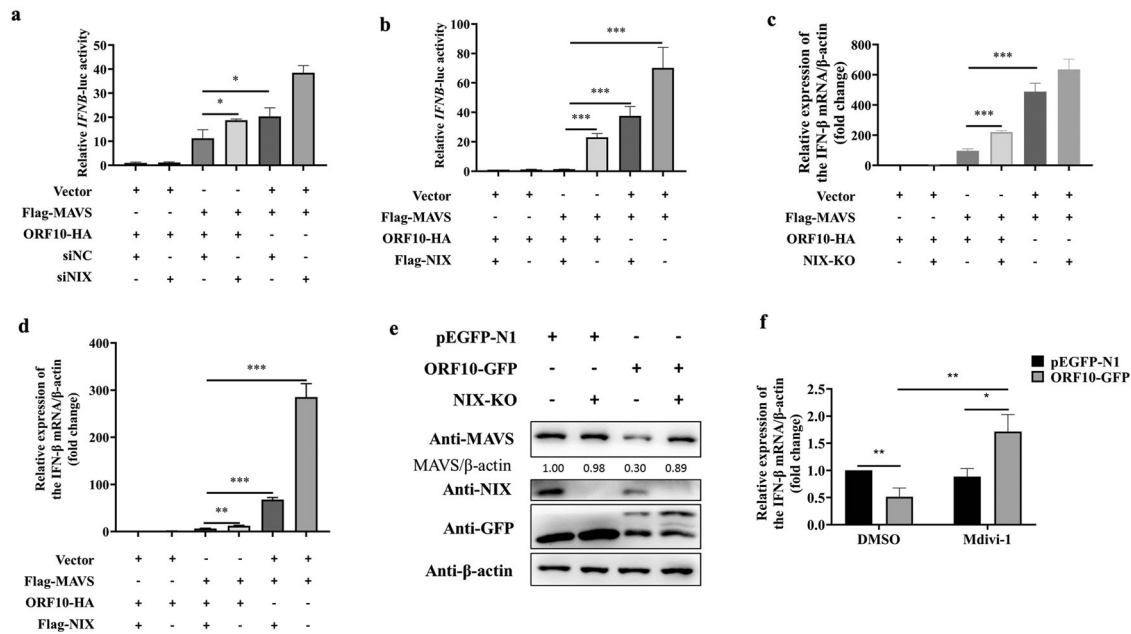 a
Relative IFNB-luc activity
50
40
30
20
10
0
*
*
Vector + + - - + +
Flag-MAVS - - + + + +
ORF10-HA + + + + - -
siNC + - + - + -
siNIX - + - + - +
b
Relative IFNB-luc activity
100
80
60
40
20
0
***
***
***
Vector + + - - + +
Flag-MAVS - - + + + +
ORF10-HA + + + + - -
Flag-NIX + - + - + -
c
Relative expression of
the IFN-β mRNA/β-actin
(fold change)
800
600
400
200
0
***
***
Vector + + - - + +
Flag-MAVS - - + + + +
ORF10-HA + + + + - -
NIX-KO - + - + - +
d
Relative expression of
the IFN-β mRNA/β-actin
(fold change)
400
300
200
100
0
***
***
**
Vector + + - - + +
Flag-MAVS - - + + + +
ORF10-HA + + + + - -
Flag-NIX + - + - + -
e
pEGFP-N1 + + - -
ORF10-GFP - - + +
NIX-KO - + - +
Anti-MAVS
MAVS/β-actin 1.00 0.98 0.30 0.89
Anti-NIX
Anti-GFP
Anti-β-actin
f
pEGFP-N1
ORF10-GFP
Relative expression of
the IFN-β mRNA/β-actin
(fold change)
2.5
2.0
1.5
1.0
0.5
0.0
**
*
**
DMSO Mdivi-1